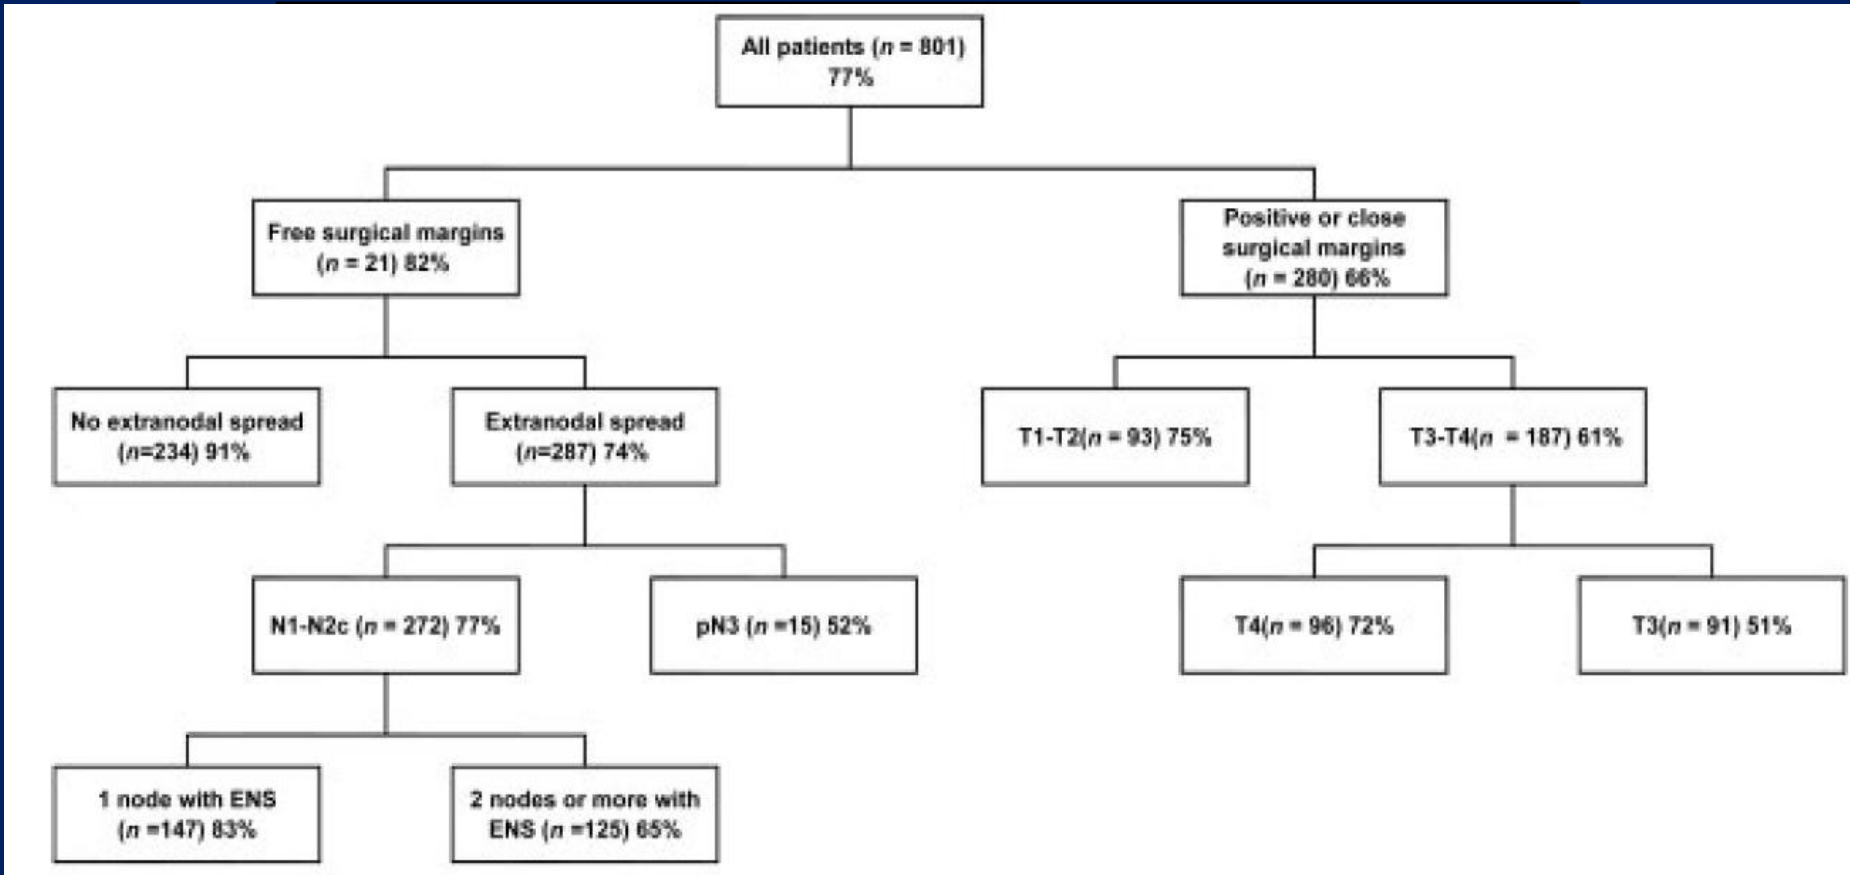 All patients (n = 801)
77%
Free surgical margins
(n = 21) 82%
Positive or close
surgical margins
(n = 280) 66%
No extranodal spread
(n=234) 91%
Extranodal spread
(n=287) 74%
T1-T2(n = 93) 75%
T3-T4(n = 187) 61%
N1-N2c (n = 272) 77%
pN3 (n =15) 52%
T4(n = 96) 72%
T3(n = 91) 51%
1 node with ENS
(n =147) 83%
2 nodes or more with
ENS (n =125) 65%